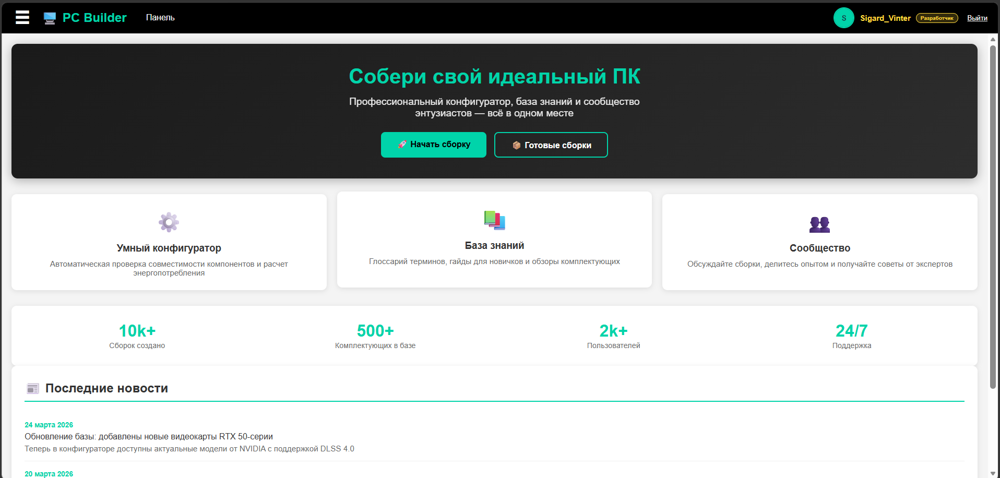 PC Builder
Панель
S
Sigard_Vinter
Разработчик
Выйти
Собери свой идеальный ПК
Профессиональный конфигуратор, база знаний и сообщество
энтузиастов — всё в одном месте
Начать сборку
Готовые сборки
Умный конфигуратор
Автоматическая проверка совместимости компонентов и расчет
энергопотребления
База знаний
Глоссарий терминов, гайды для новичков и обзоры комплектующих
Сообщество
Обсуждайте сборки, делитесь опытом и получайте советы от экспертов
10k+
Сборок создано
500+
Комплектующих в базе
2k+
Пользователей
24/7
Поддержка
Последние новости
24 марта 2026
Обновление базы: добавлены новые видеокарты RTX 50-серии
Теперь в конфигураторе доступны актуальные модели от NVIDIA с поддержкой DLSS 4.0
20 марта 2026